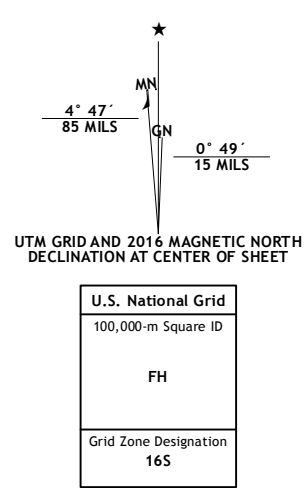 MN
4° 47´
85 MILS
GN
0° 49´
15 MILS
UTM GRID AND 2016 MAGNETIC NORTH
DECLINATION AT CENTER OF SHEET
U.S. National Grid
100,000-m Square ID
FH
Grid Zone Designation
16S